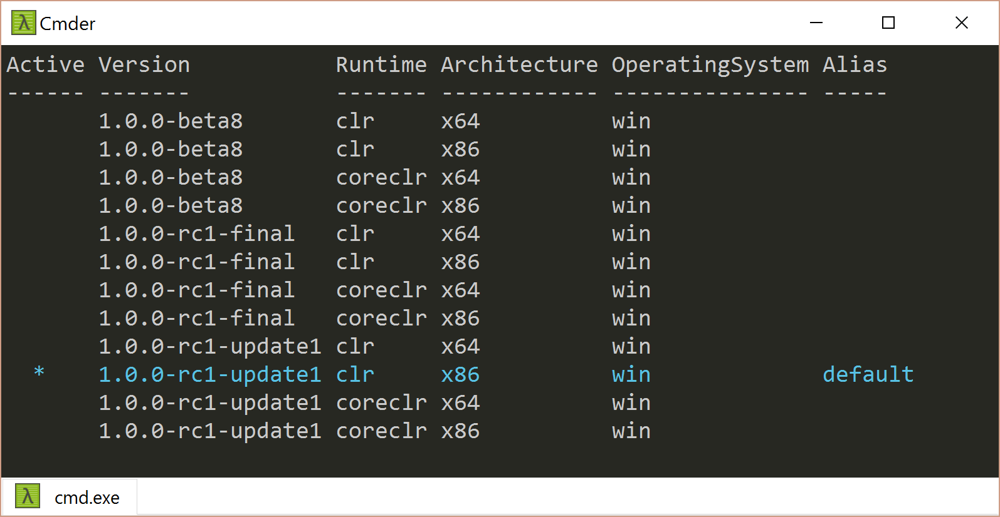 Cmder
Active Version           Runtime Architecture OperatingSystem Alias
------ -------           ------- ------------ --------------- -----
       1.0.0-beta8       clr     x64          win
       1.0.0-beta8       clr     x86          win
       1.0.0-beta8       coreclr x64          win
       1.0.0-beta8       coreclr x86          win
       1.0.0-rc1-final   clr     x64          win
       1.0.0-rc1-final   clr     x86          win
       1.0.0-rc1-final   coreclr x64          win
       1.0.0-rc1-final   coreclr x86          win
       1.0.0-rc1-update1 clr     x64          win
  *    1.0.0-rc1-update1 clr     x86          win             default
       1.0.0-rc1-update1 coreclr x64          win
       1.0.0-rc1-update1 coreclr x86          win
cmd.exe